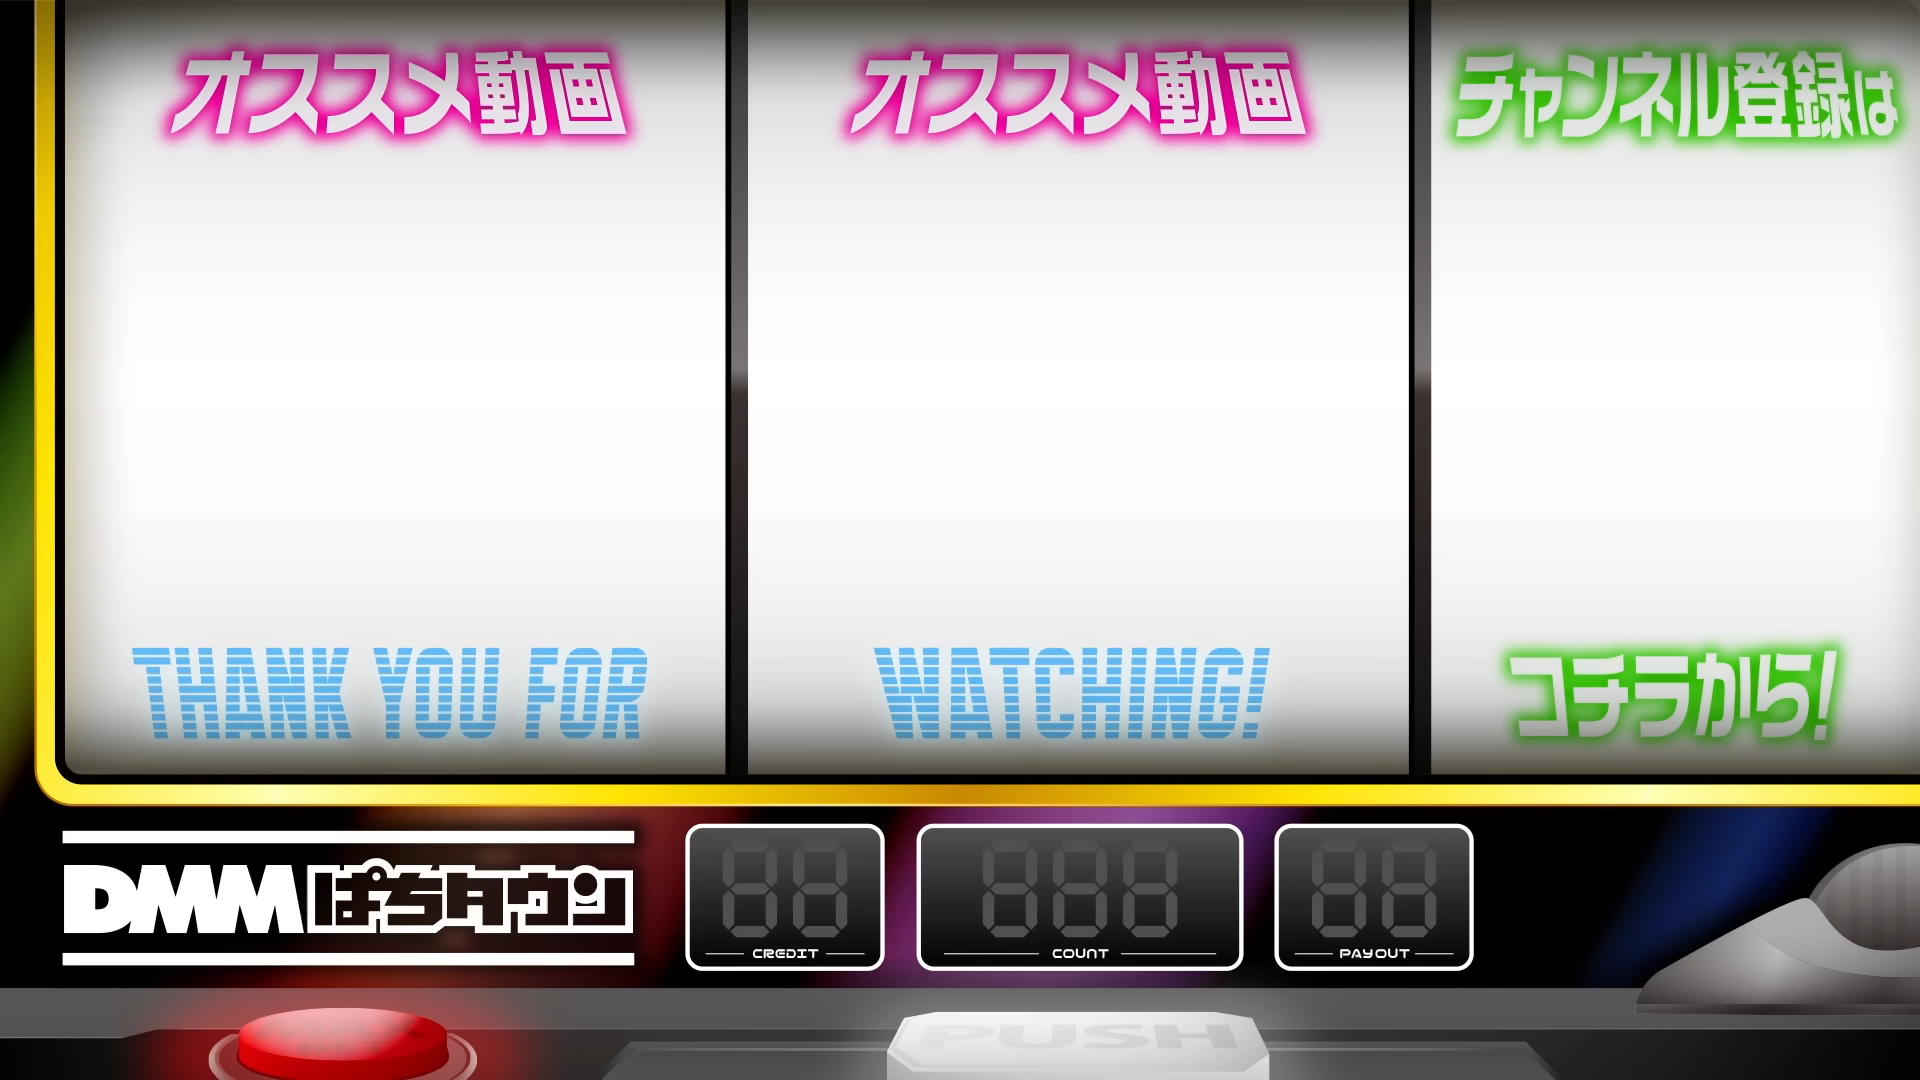 オススメ動画
オススメ動画
チャンネル登録は
THANK YOU FOR
WATCHING!
コチラから!
DMMぱちタウン
CREDIT
COUNT
PAYOUT
PUSH